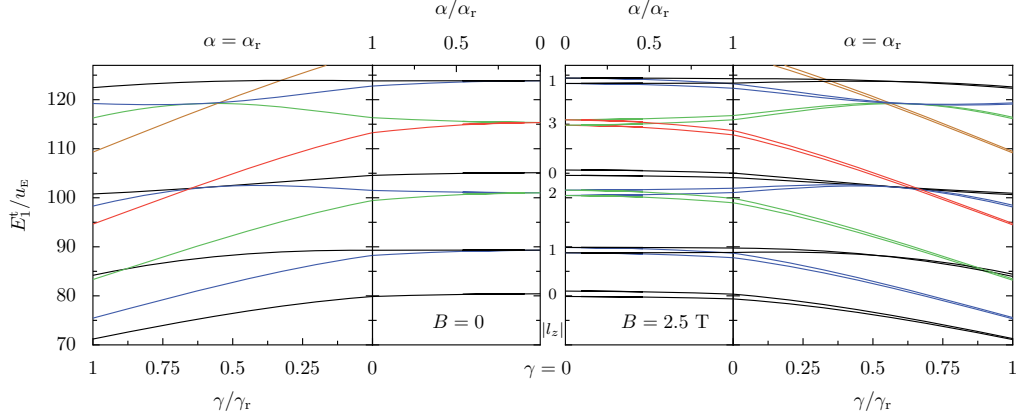 α/αr α/αr
α = αr 1 0.5 0 0 0.5 1 α = αr
120 1
110 3
E₁ᵗ/uE 100 0
2
90 1
80 0
B = 0 |lz| B = 2.5 T
70
1 0.75 0.5 0.25 0 γ = 0 0 0.25 0.5 0.75 1
γ/γr γ/γr